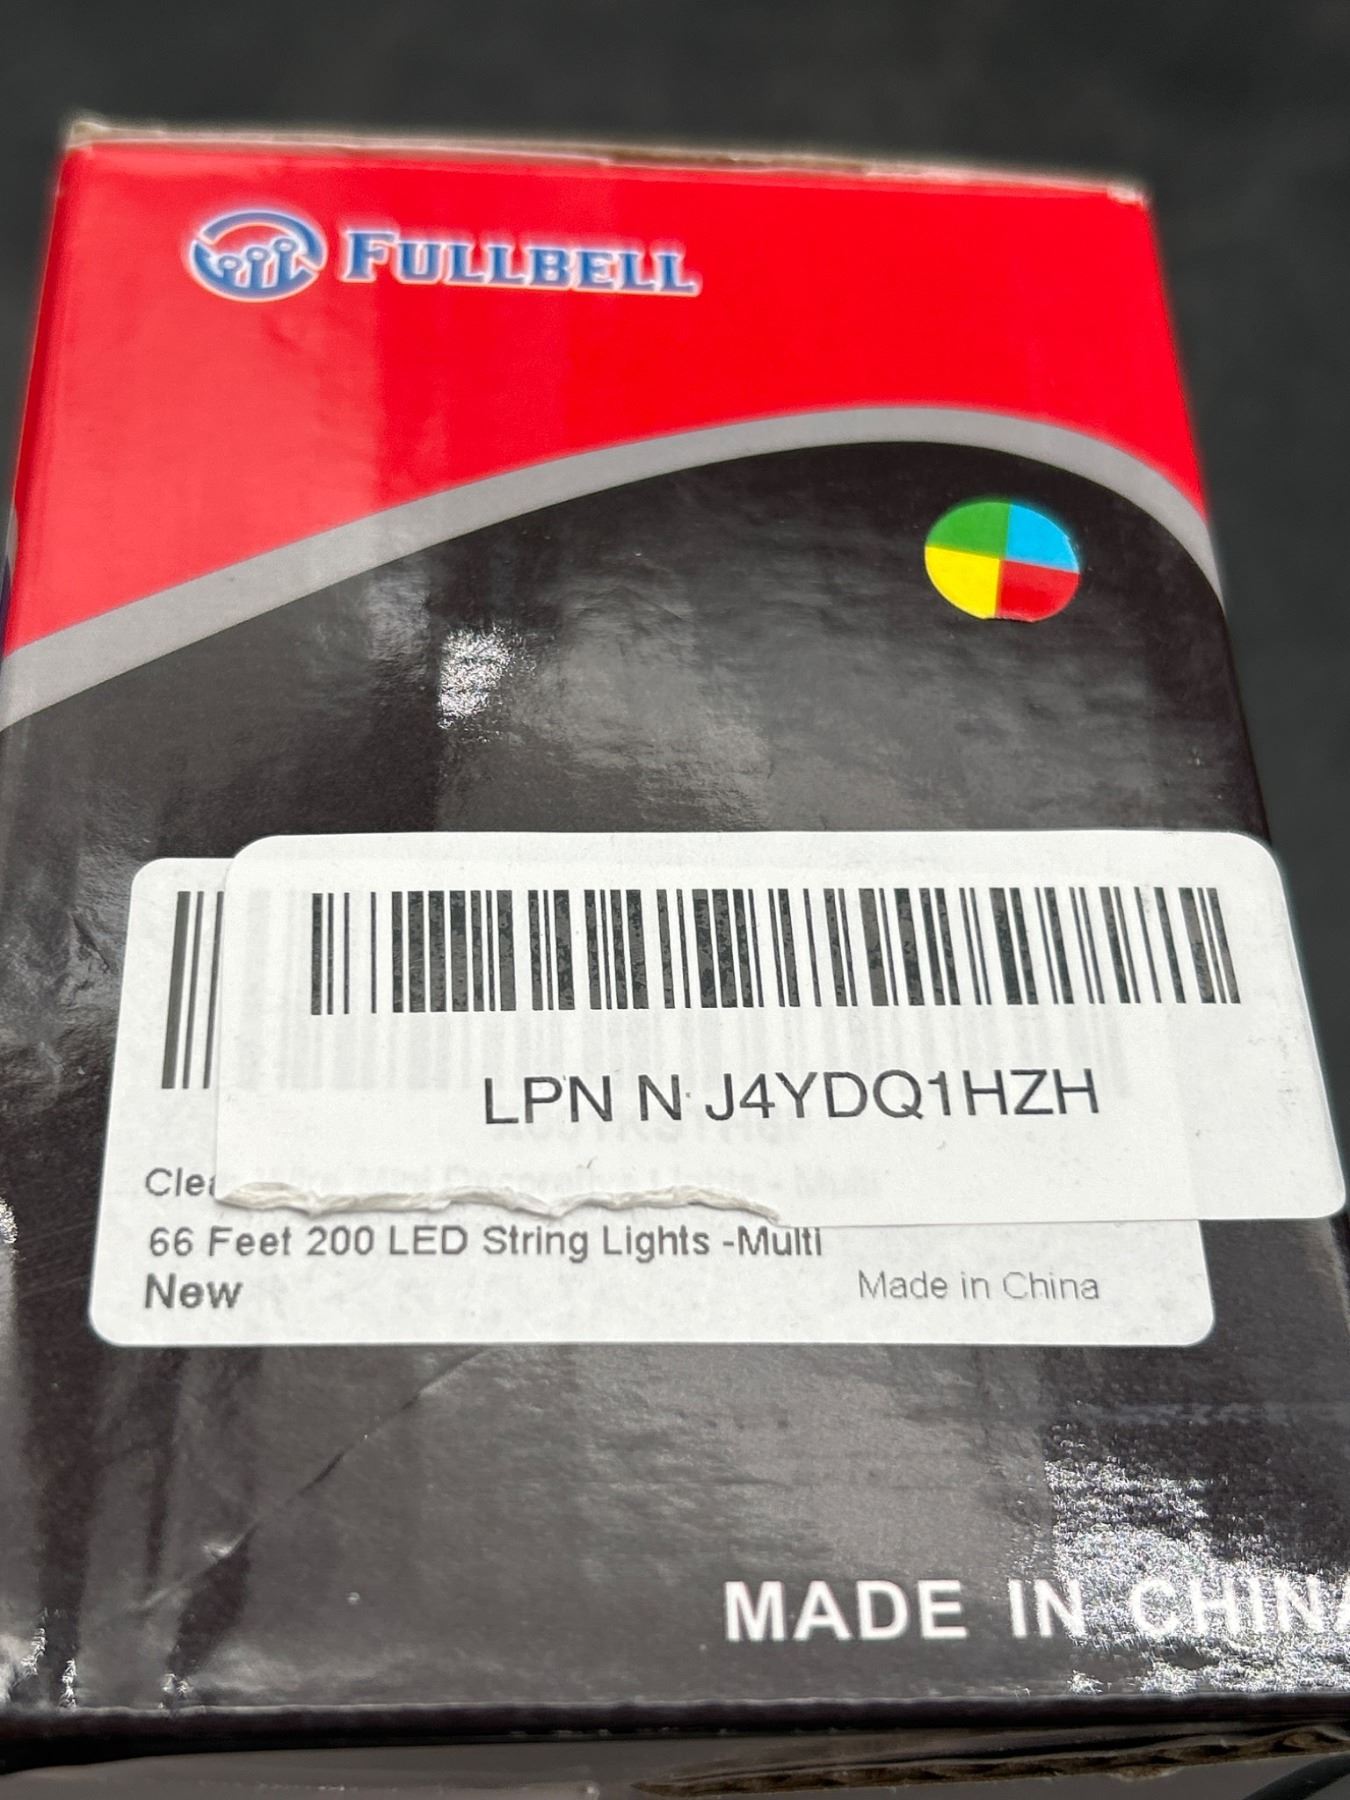 FULLBELL
LPN N J4YDQ1HZH
66 Feet 200 LED String Lights -Multi
New
Made in China
MADE IN CHINA